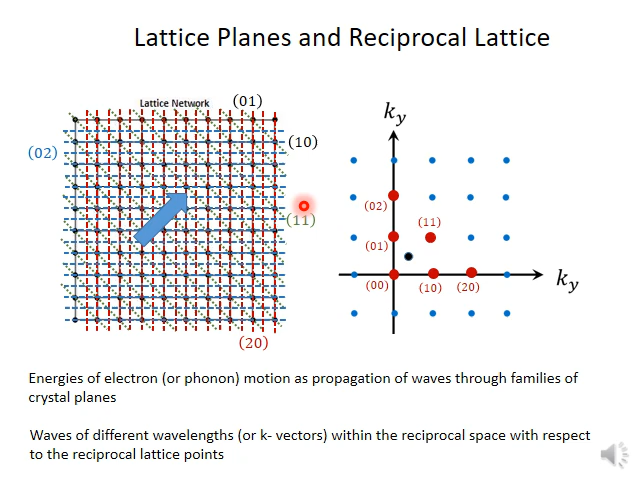 Lattice Planes and Reciprocal Lattice
Lattice Network
(01)
(10)
(02)
(11)
(20)
k_y
(02)
(11)
(01)
(00)
(10)
(20)
k_y
Energies of electron (or phonon) motion as propagation of waves through families of
crystal planes
Waves of different wavelengths (or k- vectors) within the reciprocal space with respect
to the reciprocal lattice points